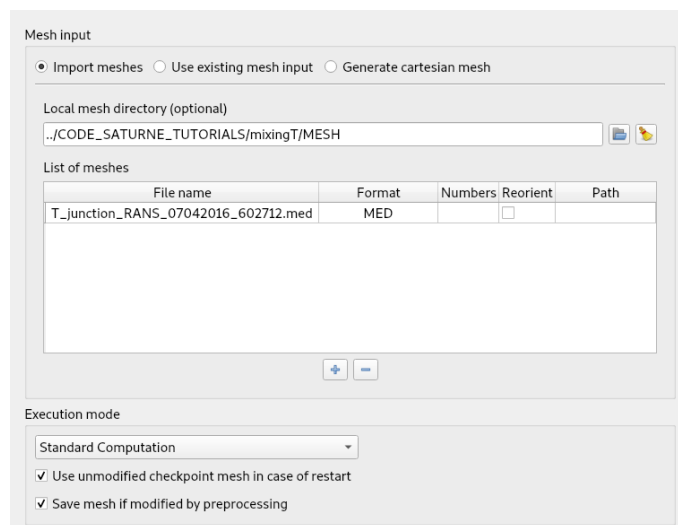 Mesh input
Import meshes Use existing mesh input Generate cartesian mesh
Local mesh directory (optional)
../CODE_SATURNE_TUTORIALS/mixingT/MESH
List of meshes
File name Format Numbers Reorient Path
T_junction_RANS_07042016_602712.med MED
Execution mode
Standard Computation
Use unmodified checkpoint mesh in case of restart
Save mesh if modified by preprocessing